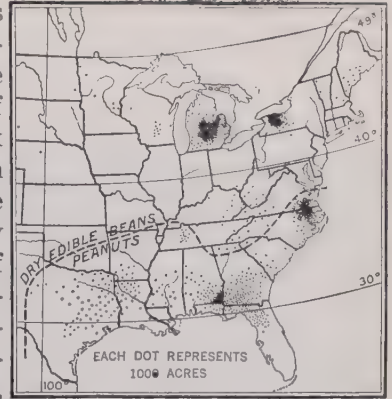 49°
40°
DRY EDIBLE BEANS
PEANUTS
30°
EACH DOT REPRESENTS
1000 ACRES
100°